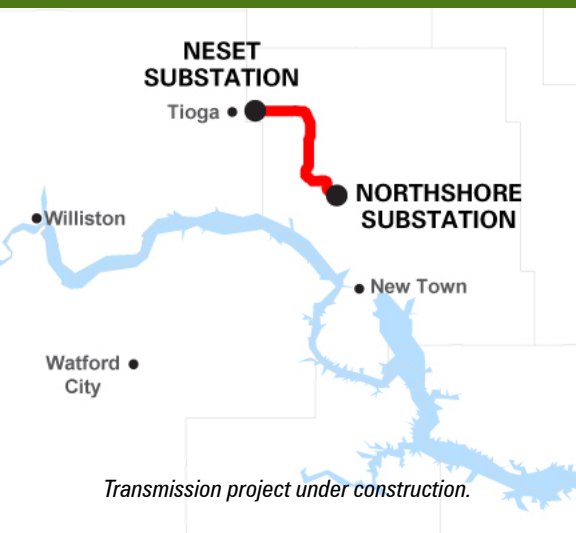 NESET
SUBSTATION
Tioga
NORTHSHORE
SUBSTATION
Williston
New Town
Watford
City
Transmission project under construction.